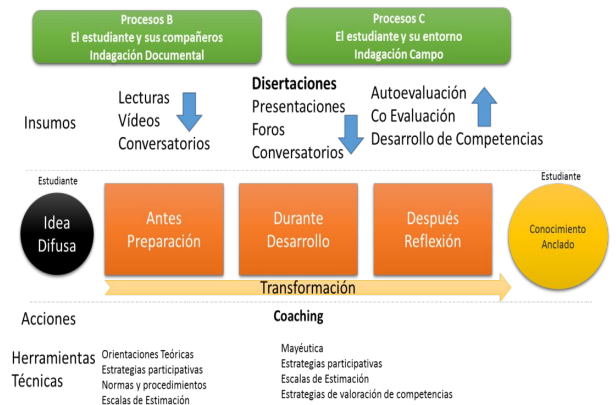 Procesos B
El estudiante y sus compañeros
Indagación Documental
Procesos C
El estudiante y su entorno
Indagación Campo
Insumos
Lecturas
Vídeos
Conversatorios
Disertaciones
Presentaciones
Foros
Conversatorios
Autoevaluación
Co Evaluación
Desarrollo de Competencias
Estudiante
Idea
Difusa
Antes
Preparación
Durante
Desarrollo
Después
Reflexión
Estudiante
Conocimiento
Anclado
Transformación
Acciones
Coaching
Herramientas
Técnicas
Orientaciones Teóricas
Estrategias participativas
Normas y procedimientos
Escalas de Estimación
Mayéutica
Estrategias participativas
Escalas de Estimación
Estrategias de valoración de competencias